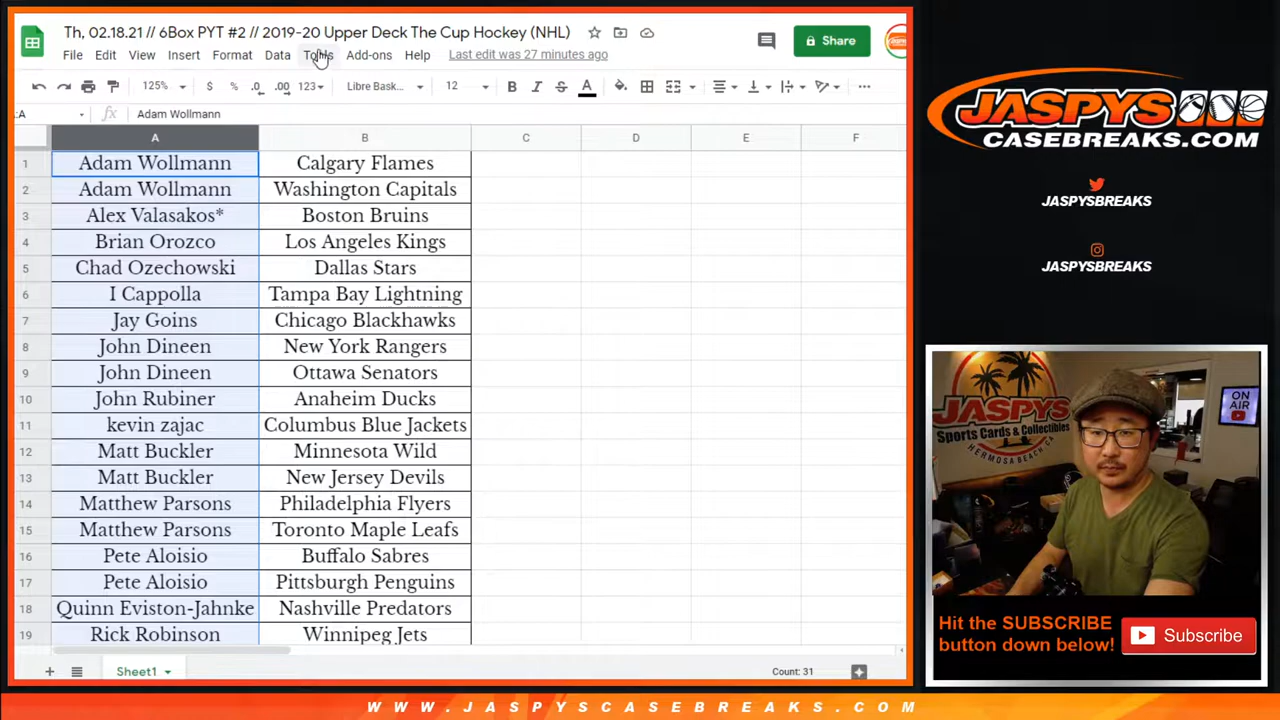 Th, 02.18.21 // 6Box PYT #2 // 2019-20 Upper Deck The Cup Hockey (NHL)
File Edit View Insert Format Data Tools Add-ons Help Last edit was 27 minutes ago
Share
125% $ % .0 .00 123 Libre Bask... 12 B I S A
:A fx Adam Wollmann
A B C D E F
1 Adam Wollmann Calgary Flames
2 Adam Wollmann Washington Capitals
3 Alex Valasakos* Boston Bruins
4 Brian Orozco Los Angeles Kings
5 Chad Ozechowski Dallas Stars
6 I Cappolla Tampa Bay Lightning
7 Jay Goins Chicago Blackhawks
8 John Dineen New York Rangers
9 John Dineen Ottawa Senators
10 John Rubiner Anaheim Ducks
11 kevin zajac Columbus Blue Jackets
12 Matt Buckler Minnesota Wild
13 Matt Buckler New Jersey Devils
14 Matthew Parsons Philadelphia Flyers
15 Matthew Parsons Toronto Maple Leafs
16 Pete Aloisio Buffalo Sabres
17 Pete Aloisio Pittsburgh Penguins
18 Quinn Eviston-Jahnke Nashville Predators
19 Rick Robinson Winnipeg Jets
Sheet1 Count: 31
JASPYS
CASEBREAKS.COM
JASPYSBREAKS
JASPYSBREAKS
JASPYS
Sports Cards & Collectibles
HERMOSA BEACH CA
ON
AIR
Hit the SUBSCRIBE
button down below!
Subscribe
WWW.JASPYSCASEBREAKS.COM